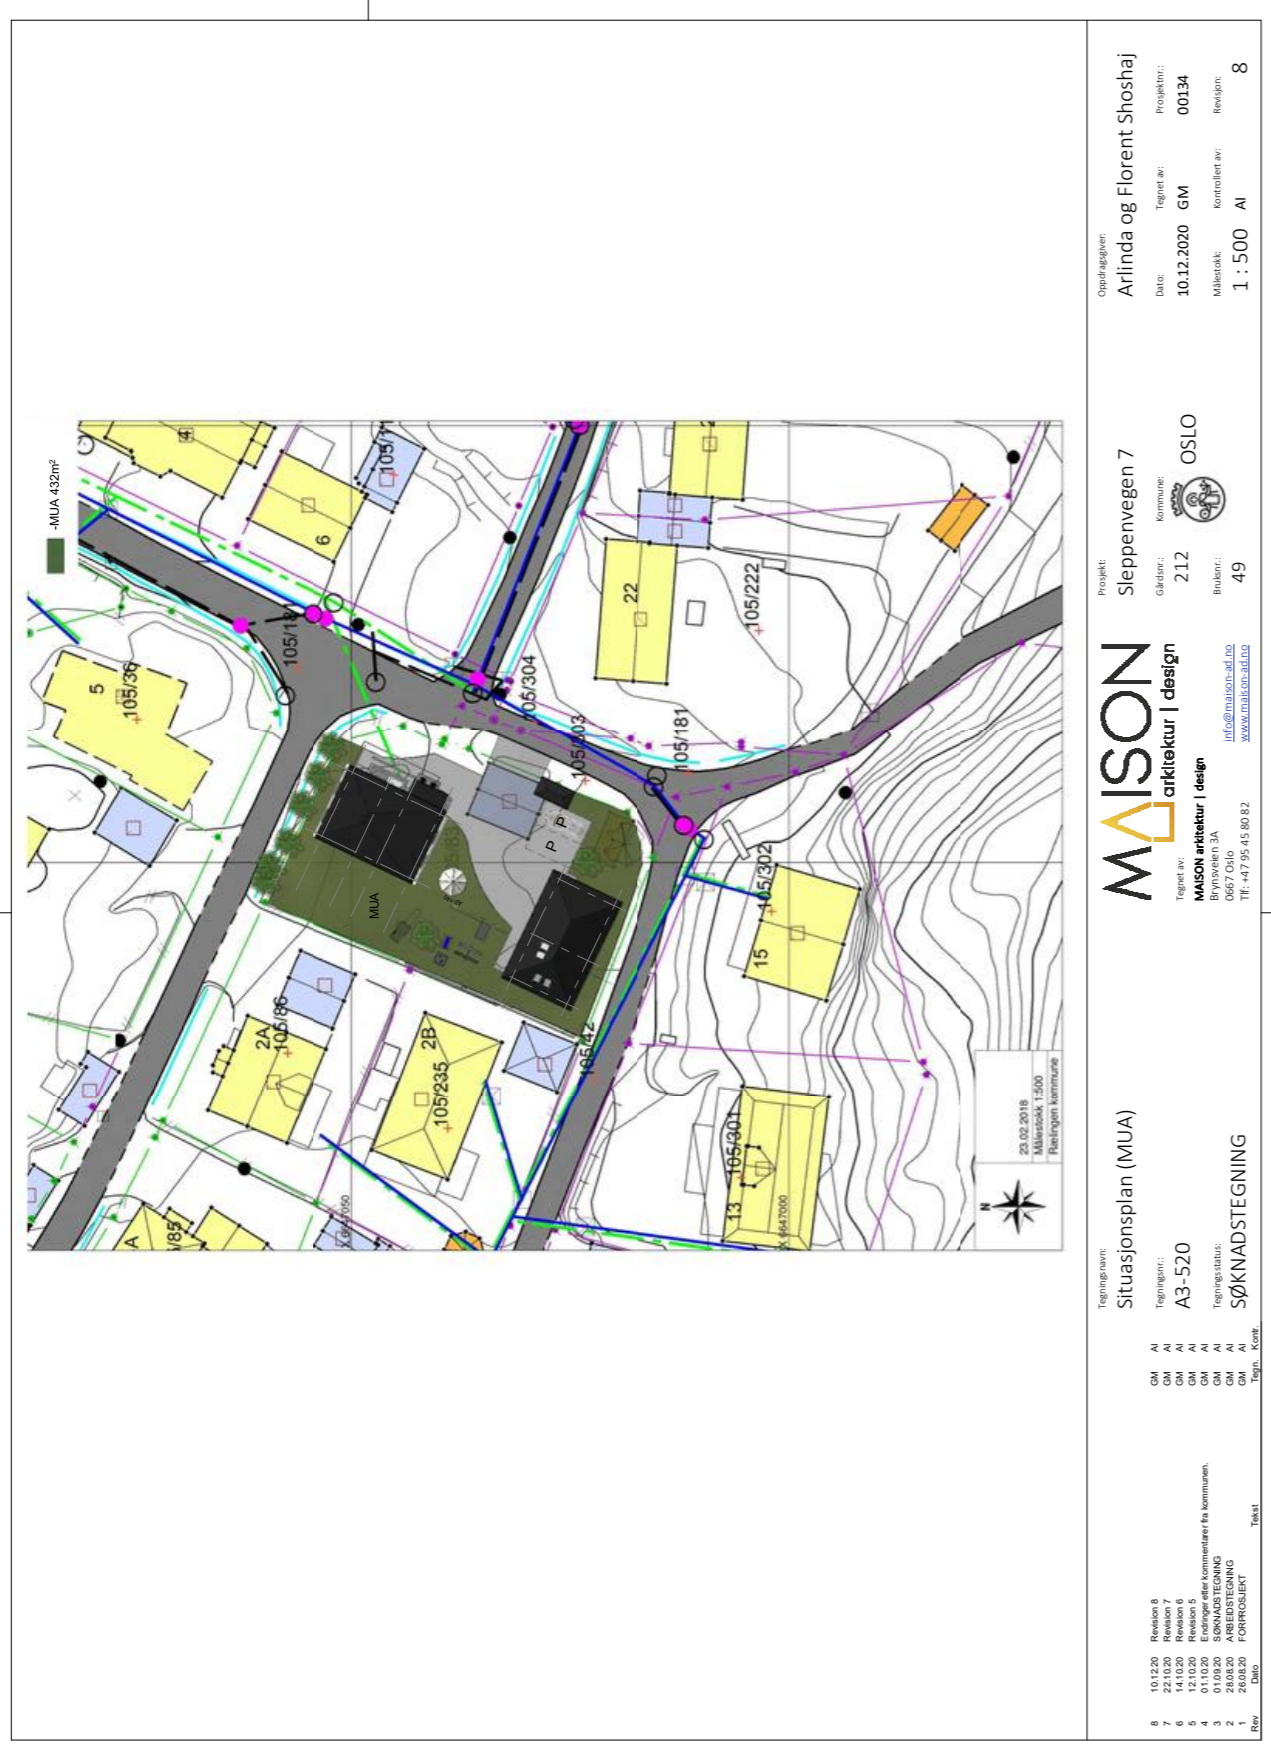 -MUA 432m²
4
6
5
105/36
105/11
105/18
22
105/222
105/304
105/303
105/181
105/302
15
MUA
P
P
2A
105/86
2B
105/235
105/42
13
105/301
A
/85
X 6647050
X 6647000
N
23.02.2018
Målestokk 1:500
Rælingen kommune
8 10.12.20 Revision 8 GM AI
7 22.10.20 Revision 7 GM AI
6 14.10.20 Revision 6 GM AI
5 12.10.20 Revision 5 GM AI
4 01.10.20 Endringer etter kommentarer fra kommunen. GM AI
3 01.09.20 SØKNADSTEGNING GM AI
2 28.08.20 ARBEIDSTEGNING GM AI
1 26.08.20 FORPROSJEKT GM AI
Rev Dato Tekst Tegn. Kontr.
Tegningsnavn:
Situasjonsplan (MUA)
Tegningsnr.:
A3-520
Tegningsstatus:
SØKNADSTEGNING
MAISON
arkitektur | design
Tegnet av:
MAISON arkitektur | design
Brynsveien 3A
0667 Oslo
Tlf: +47 95 45 80 82
info@maison-ad.no
www.maison-ad.no
Prosjekt:
Sleppenvegen 7
Gårdsnr.: Kommune:
212 OSLO
Bruksnr.:
49
Oppdragsgiver:
Arlinda og Florent Shoshaj
Dato: Tegnet av: Prosjektnr.:
10.12.2020 GM 00134
Målestokk: Kontrollert av: Revisjon:
1 : 500 AI 8